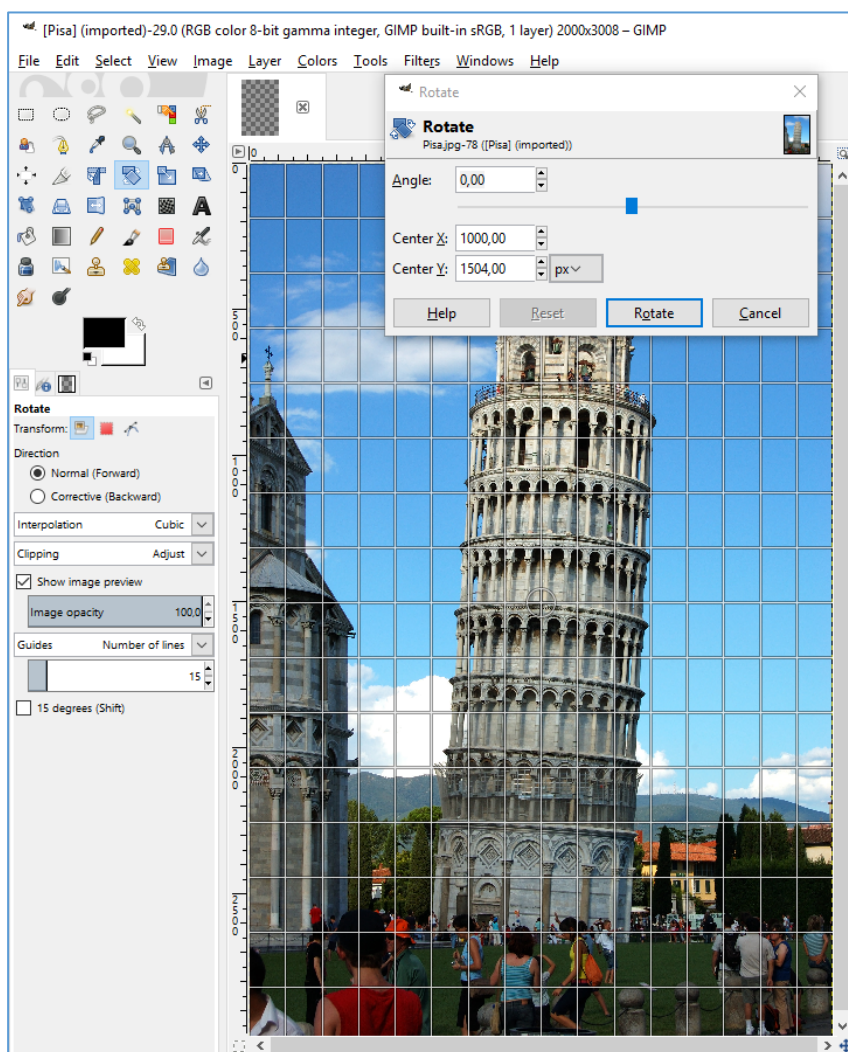 [Pisa] (imported)-29.0 (RGB color 8-bit gamma integer, GIMP built-in sRGB, 1 layer) 2000x3008 – GIMP
File Edit Select View Image Layer Colors Tools Filters Windows Help
Rotate
Rotate
Pisa.jpg-78 ([Pisa] (imported))
Angle: 0,00
Center X: 1000,00
Center Y: 1504,00 px
Help Reset Rotate Cancel
0
0
500
1000
1500
2000
2500
Rotate
Transform:
Direction
Normal (Forward)
Corrective (Backward)
Interpolation Cubic
Clipping Adjust
Show image preview
Image opacity 100,0
Guides Number of lines
15
15 degrees (Shift)